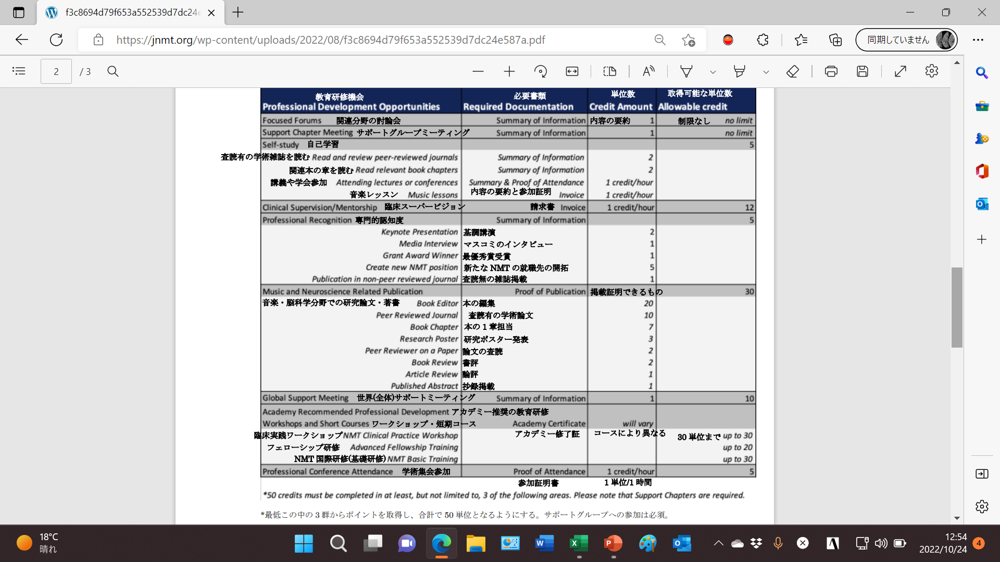 f3c8694d79f653a552539d7dc24e
https://jnmt.org/wp-content/uploads/2022/08/f3c8694d79f653a552539d7dc24e587a.pdf
同期していません
2 / 3
教育研修機会 必要書類 単位数 取得可能な単位数
Professional Development Opportunities Required Documentation Credit Amount Allowable credit
Focused Forums 関連分野の討論会 Summary of Information 内容の要約 1 制限なし no limit
Support Chapter Meeting サポートグループミーティング Summary of Information 1 no limit
Self-study 自己学習 5
査読有の学術雑誌を読む Read and review peer-reviewed journals Summary of Information 2
関連本の章を読む Read relevant book chapters Summary of Information 2
講義や学会参加 Attending lectures or conferences Summary & Proof of Attendance 1 credit/hour
内容の要約と参加証明
音楽レッスン Music lessons Invoice 1 credit/hour
Clinical Supervision/Mentorship 臨床スーパービジョン 請求書 Invoice 1 credit/hour 12
Professional Recognition 専門的認知度 Summary of Information 5
Keynote Presentation 基調講演 2
Media Interview マスコミのインタビュー 1
Grant Award Winner 最優秀賞受賞 1
Create new NMT position 新たな NMT の就職先の開拓 5
Publication in non-peer reviewed journal 査読無の雑誌掲載 1
Music and Neuroscience Related Publication Proof of Publication 掲載証明できるもの 30
音楽・脳科学分野での研究論文・著書 Book Editor 本の編集 20
Peer Reviewed Journal 査読有の学術論文 10
Book Chapter 本の 1 章担当 7
Research Poster 研究ポスター発表 3
Peer Reviewer on a Paper 論文の査読 2
Book Review 書評 2
Article Review 論評 1
Published Abstract 抄録掲載 1
Global Support Meeting 世界(全体)サポートミーティング Summary of Information 1 10
Academy Recommended Professional Development アカデミー推奨の教育研修
Workshops and Short Courses ワークショップ・短期コース Academy Certificate will vary
臨床実践ワークショップ NMT Clinical Practice Workshop アカデミー修了証 コースにより異なる 30 単位まで up to 30
フェローシップ研修 Advanced Fellowship Training up to 20
NMT 国際研修(基礎研修) NMT Basic Training up to 30
Professional Conference Attendance 学術集会参加 Proof of Attendance 1 credit/hour 5
参加証明書 1 単位/1 時間
*50 credits must be completed in at least, but not limited to, 3 of the following areas. Please note that Support Chapters are required.
*最低この中の 3 群からポイントを取得し、合計で 50 単位となるようにする。サポートグループへの参加は必須。
18°C
晴れ
12:54
2022/10/24
4